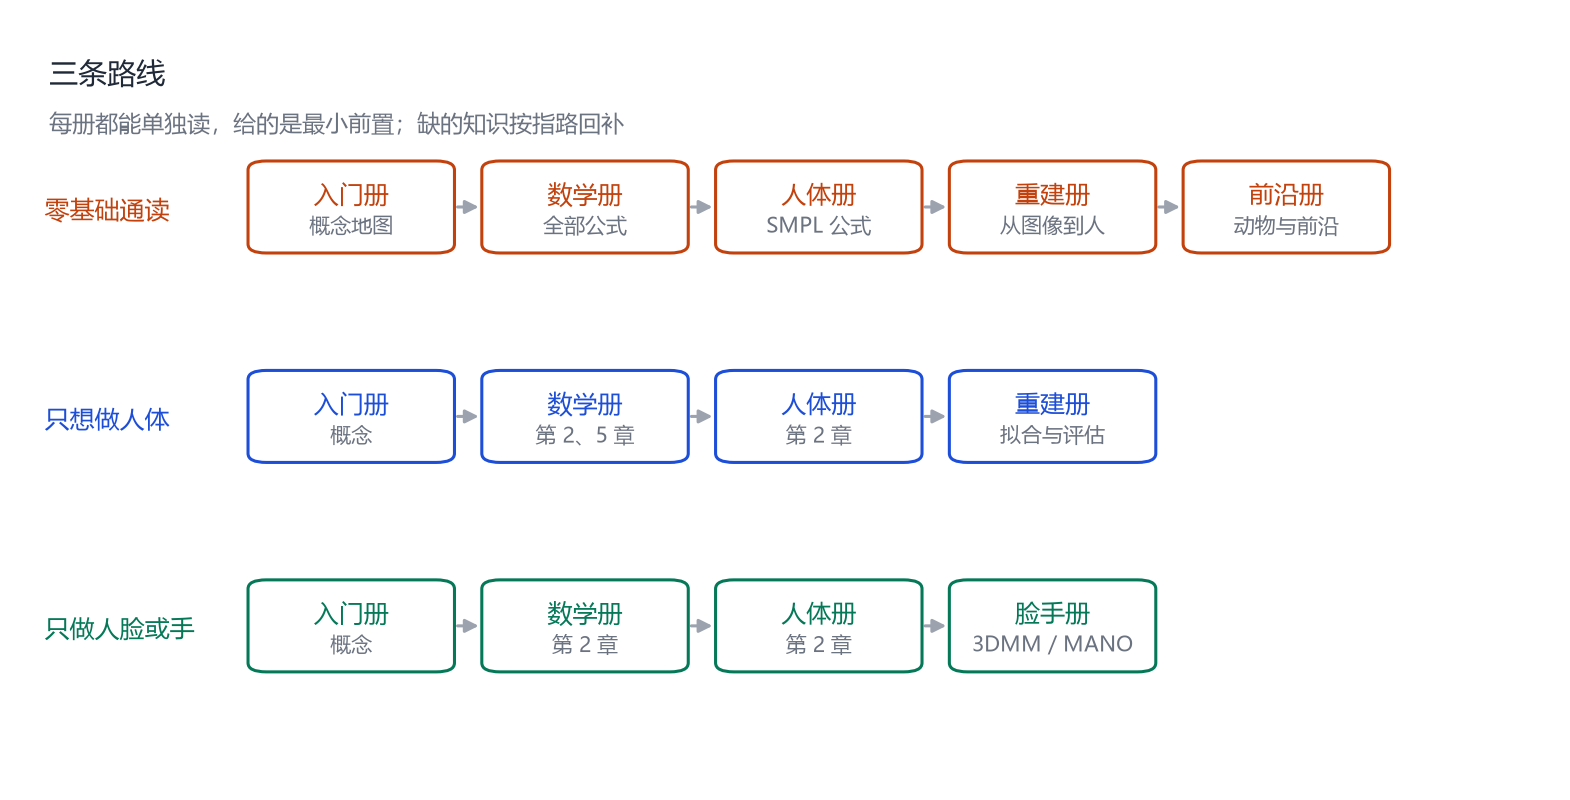 三条路线
每册都能单独读，给的是最小前置；缺的知识按指路回补
零基础通读
入门册
概念地图
数学册
全部公式
人体册
SMPL 公式
重建册
从图像到人
前沿册
动物与前沿
只想做人体
入门册
概念
数学册
第 2、5 章
人体册
第 2 章
重建册
拟合与评估
只做人脸或手
入门册
概念
数学册
第 2 章
人体册
第 2 章
脸手册
3DMM / MANO